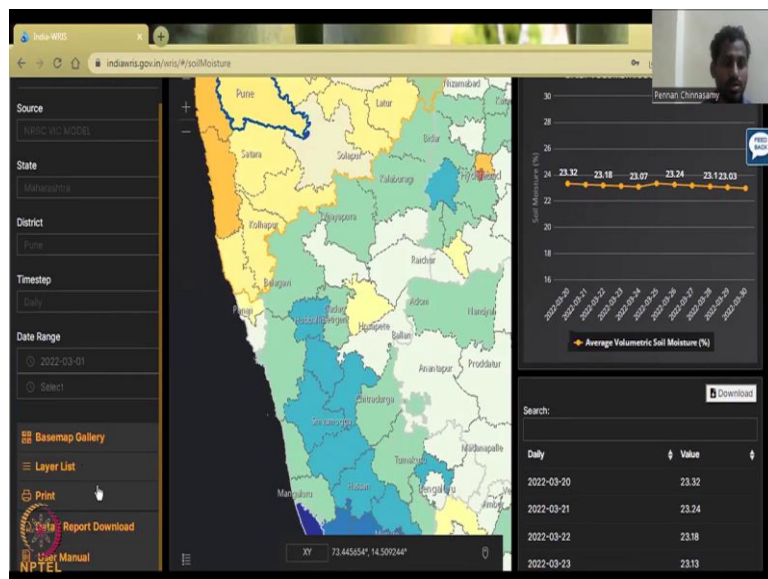 India-WRIS
indiawris.gov.in/wris/#/soilMoisture
Pennan Chinnasamy
Source
NRSC VIC MODEL
State
Maharashtra
District
Pune
Timestep
Daily
Date Range
2022-03-01
Select
Basemap Gallery
Layer List
Print
Report Download
User Manual
NPTEL
Pune
Latur
Nizamabad
Satara
Solapur
Bidar
Kalaburagi
Kolhapur
Vijayapura
Raichur
Belagavi
Panaji
Hosapete
Adoni
Nandyal
Ballari
Anantapur
Proddatur
Chitradurga
Shivamogga
Madanapalle
Tumakuru
Mangaluru
Hassan
Bengaluru
XY 73.445654°, 14.509244°
FEED BACK
Soil Moisture (%)
30
28
26
24
22
20
18
16
23.32 23.18 23.07 23.24 23.1 23.03
2022-03-20 2022-03-21 2022-03-22 2022-03-23 2022-03-24 2022-03-25 2022-03-26 2022-03-27 2022-03-28 2022-03-29 2022-03-30
Average Volumetric Soil Moisture (%)
Download
Search:
Daily Value
2022-03-20 23.32
2022-03-21 23.24
2022-03-22 23.18
2022-03-23 23.13